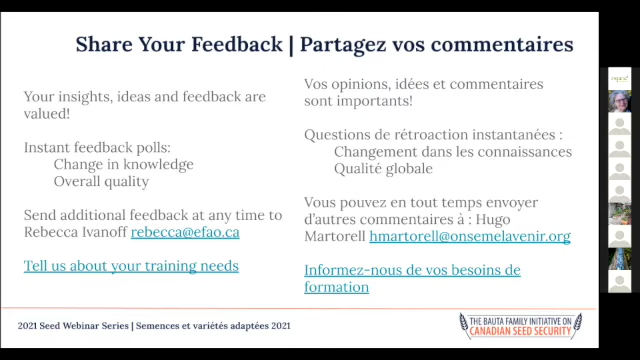 Share Your Feedback | Partagez vos commentaires
Your insights, ideas and feedback are
valued!
Instant feedback polls:
Change in knowledge
Overall quality
Send additional feedback at any time to
Rebecca Ivanoff rebecca@efao.ca
Tell us about your training needs
Vos opinions, idées et commentaires
sont importants!
Questions de rétroaction instantanées :
Changement dans les connaissances
Qualité globale
Vous pouvez en tout temps envoyer
d'autres commentaires à : Hugo
Martorell hmartorell@onsemelavenir.org
Informez-nous de vos besoins de
formation
2021 Seed Webinar Series | Semences et variétés adaptées 2021
THE BAUTA FAMILY INITIATIVE ON
CANADIAN SEED SECURITY